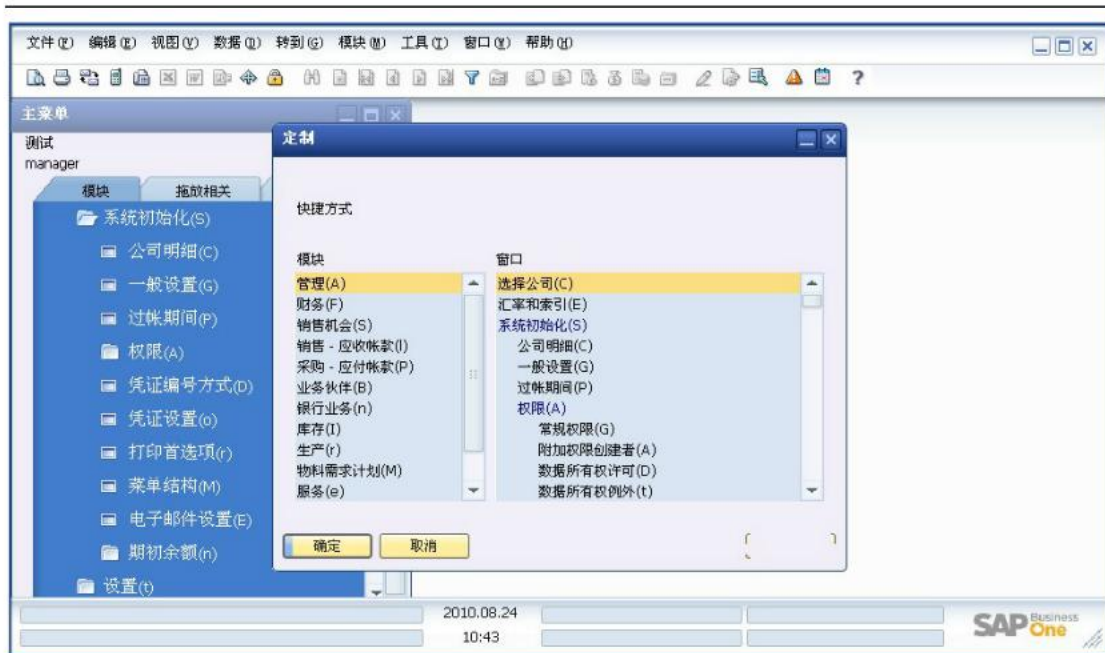 文件(F) 编辑(E) 视图(V) 数据(D) 转到(G) 模块(M) 工具(T) 窗口(W) 帮助(H)
主菜单
测试
manager
模块 拖放相关
系统初始化(S)
公司明细(C)
一般设置(G)
过帐期间(P)
权限(A)
凭证编号方式(D)
凭证设置(o)
打印首选项(r)
菜单结构(M)
电子邮件设置(E)
期初余额(n)
设置(t)
定制
快捷方式
模块
管理(A)
财务(F)
销售机会(S)
销售 - 应收帐款(l)
采购 - 应付帐款(P)
业务伙伴(B)
银行业务(n)
库存(I)
生产(r)
物料需求计划(M)
服务(e)
窗口
选择公司(C)
汇率和索引(E)
系统初始化(S)
公司明细(C)
一般设置(G)
过帐期间(P)
权限(A)
常规权限(G)
附加权限创建者(A)
数据所有权许可(D)
数据所有权例外(t)
确定 取消
2010.08.24
10:43
SAP Business One